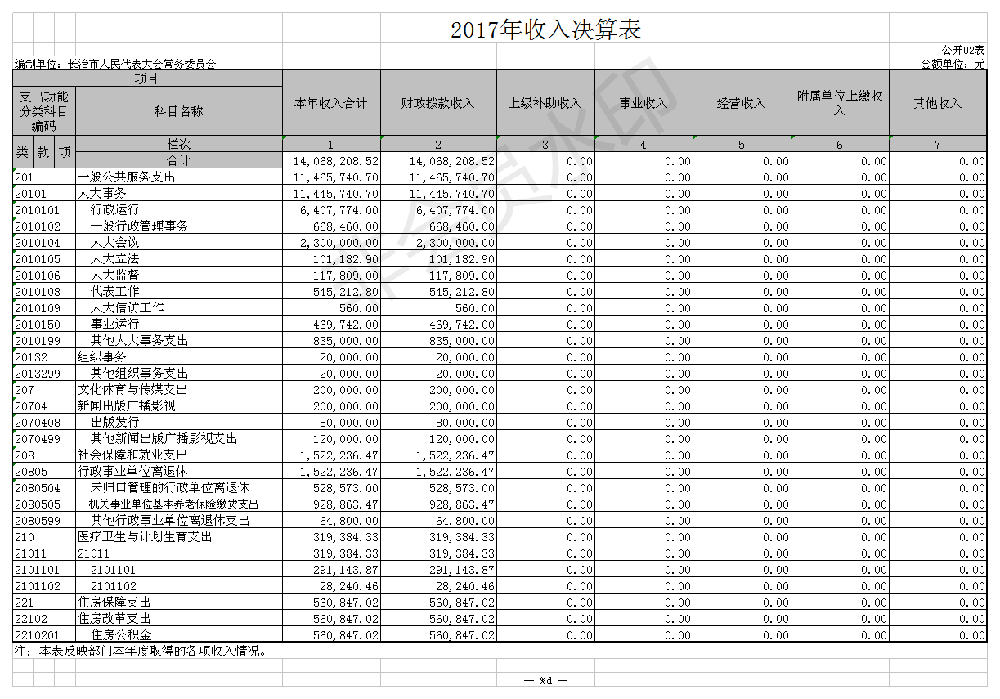 2017年收入决算表
公开02表
编制单位：长治市人民代表大会常务委员会 金额单位：元
项目 本年收入合计 财政拨款收入 上级补助收入 事业收入 经营收入 附属单位上缴收入 其他收入
支出功能分类科目编码 科目名称
类 款 项 栏次 1 2 3 4 5 6 7
合计 14,068,208.52 14,068,208.52 0.00 0.00 0.00 0.00 0.00
201 一般公共服务支出 11,465,740.70 11,465,740.70 0.00 0.00 0.00 0.00 0.00
20101 人大事务 11,445,740.70 11,445,740.70 0.00 0.00 0.00 0.00 0.00
2010101 行政运行 6,407,774.00 6,407,774.00 0.00 0.00 0.00 0.00 0.00
2010102 一般行政管理事务 668,460.00 668,460.00 0.00 0.00 0.00 0.00 0.00
2010104 人大会议 2,300,000.00 2,300,000.00 0.00 0.00 0.00 0.00 0.00
2010105 人大立法 101,182.90 101,182.90 0.00 0.00 0.00 0.00 0.00
2010106 人大监督 117,809.00 117,809.00 0.00 0.00 0.00 0.00 0.00
2010108 代表工作 545,212.80 545,212.80 0.00 0.00 0.00 0.00 0.00
2010109 人大信访工作 560.00 560.00 0.00 0.00 0.00 0.00 0.00
2010150 事业运行 469,742.00 469,742.00 0.00 0.00 0.00 0.00 0.00
2010199 其他人大事务支出 835,000.00 835,000.00 0.00 0.00 0.00 0.00 0.00
20132 组织事务 20,000.00 20,000.00 0.00 0.00 0.00 0.00 0.00
2013299 其他组织事务支出 20,000.00 20,000.00 0.00 0.00 0.00 0.00 0.00
207 文化体育与传媒支出 200,000.00 200,000.00 0.00 0.00 0.00 0.00 0.00
20704 新闻出版广播影视 200,000.00 200,000.00 0.00 0.00 0.00 0.00 0.00
2070408 出版发行 80,000.00 80,000.00 0.00 0.00 0.00 0.00 0.00
2070499 其他新闻出版广播影视支出 120,000.00 120,000.00 0.00 0.00 0.00 0.00 0.00
208 社会保障和就业支出 1,522,236.47 1,522,236.47 0.00 0.00 0.00 0.00 0.00
20805 行政事业单位离退休 1,522,236.47 1,522,236.47 0.00 0.00 0.00 0.00 0.00
2080504 未归口管理的行政单位离退休 528,573.00 528,573.00 0.00 0.00 0.00 0.00 0.00
2080505 机关事业单位基本养老保险缴费支出 928,863.47 928,863.47 0.00 0.00 0.00 0.00 0.00
2080599 其他行政事业单位离退休支出 64,800.00 64,800.00 0.00 0.00 0.00 0.00 0.00
210 医疗卫生与计划生育支出 319,384.33 319,384.33 0.00 0.00 0.00 0.00 0.00
21011 21011 319,384.33 319,384.33 0.00 0.00 0.00 0.00 0.00
2101101 2101101 291,143.87 291,143.87 0.00 0.00 0.00 0.00 0.00
2101102 2101102 28,240.46 28,240.46 0.00 0.00 0.00 0.00 0.00
221 住房保障支出 560,847.02 560,847.02 0.00 0.00 0.00 0.00 0.00
22102 住房改革支出 560,847.02 560,847.02 0.00 0.00 0.00 0.00 0.00
2210201 住房公积金 560,847.02 560,847.02 0.00 0.00 0.00 0.00 0.00
注：本表反映部门本年度取得的各项收入情况。
— %d —
非会员水印